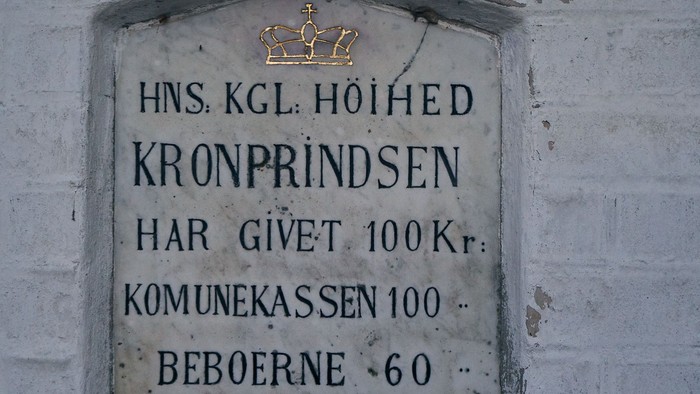 HNS: KGL: HÖIHED
KRONPRINDSEN
HAR GIVET 100 Kr:
KOMUNEKASSEN 100 "
BEBOERNE 60 "